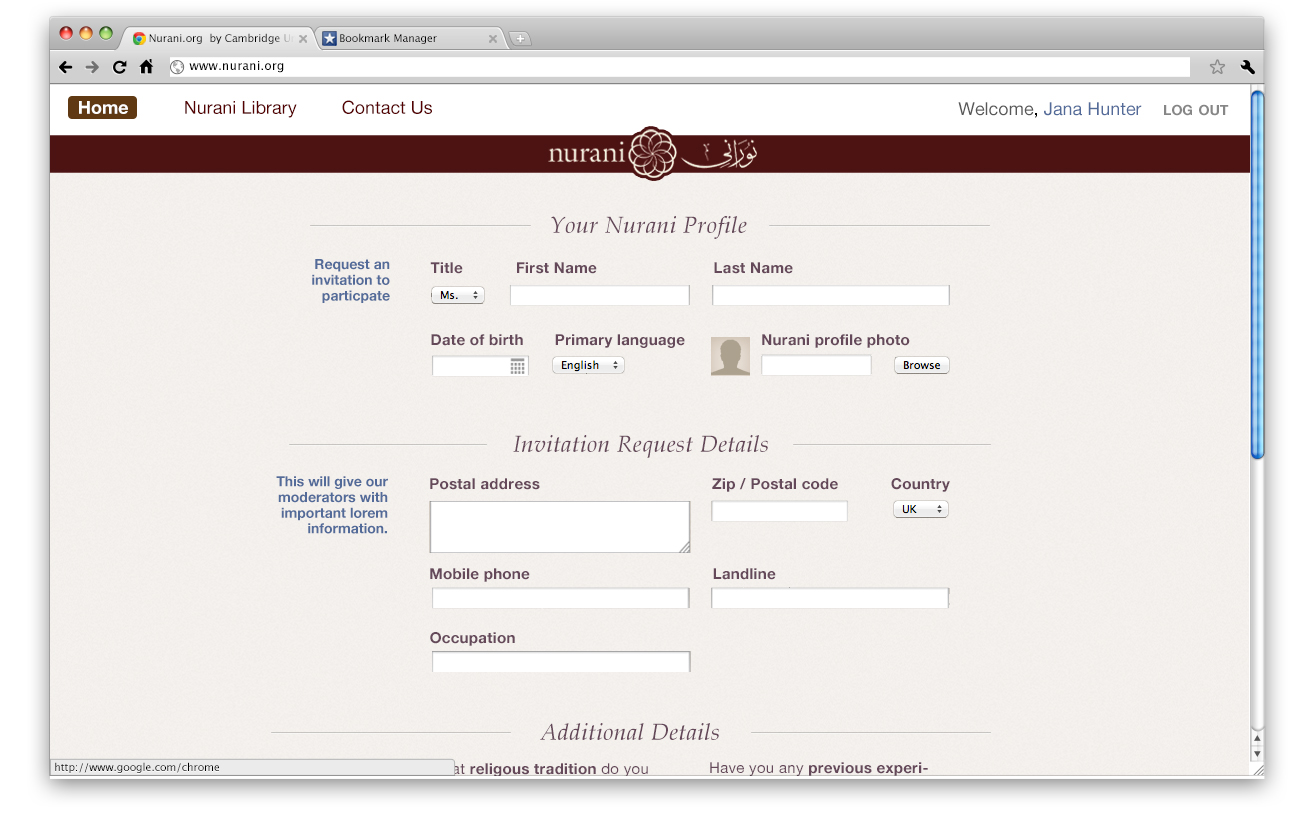 Nurani.org by Cambridge U
Bookmark Manager
www.nurani.org
Home Nurani Library Contact Us Welcome, Jana Hunter LOG OUT
nurani نوراني
Your Nurani Profile
Request an
invitation to
particpate
Title First Name Last Name
Ms.
Date of birth Primary language Nurani profile photo
English Browse
Invitation Request Details
This will give our
moderators with
important lorem
information.
Postal address Zip / Postal code Country
UK
Mobile phone Landline
Occupation
Additional Details
http://www.google.com/chrome
at religous tradition do you Have you any previous experi-